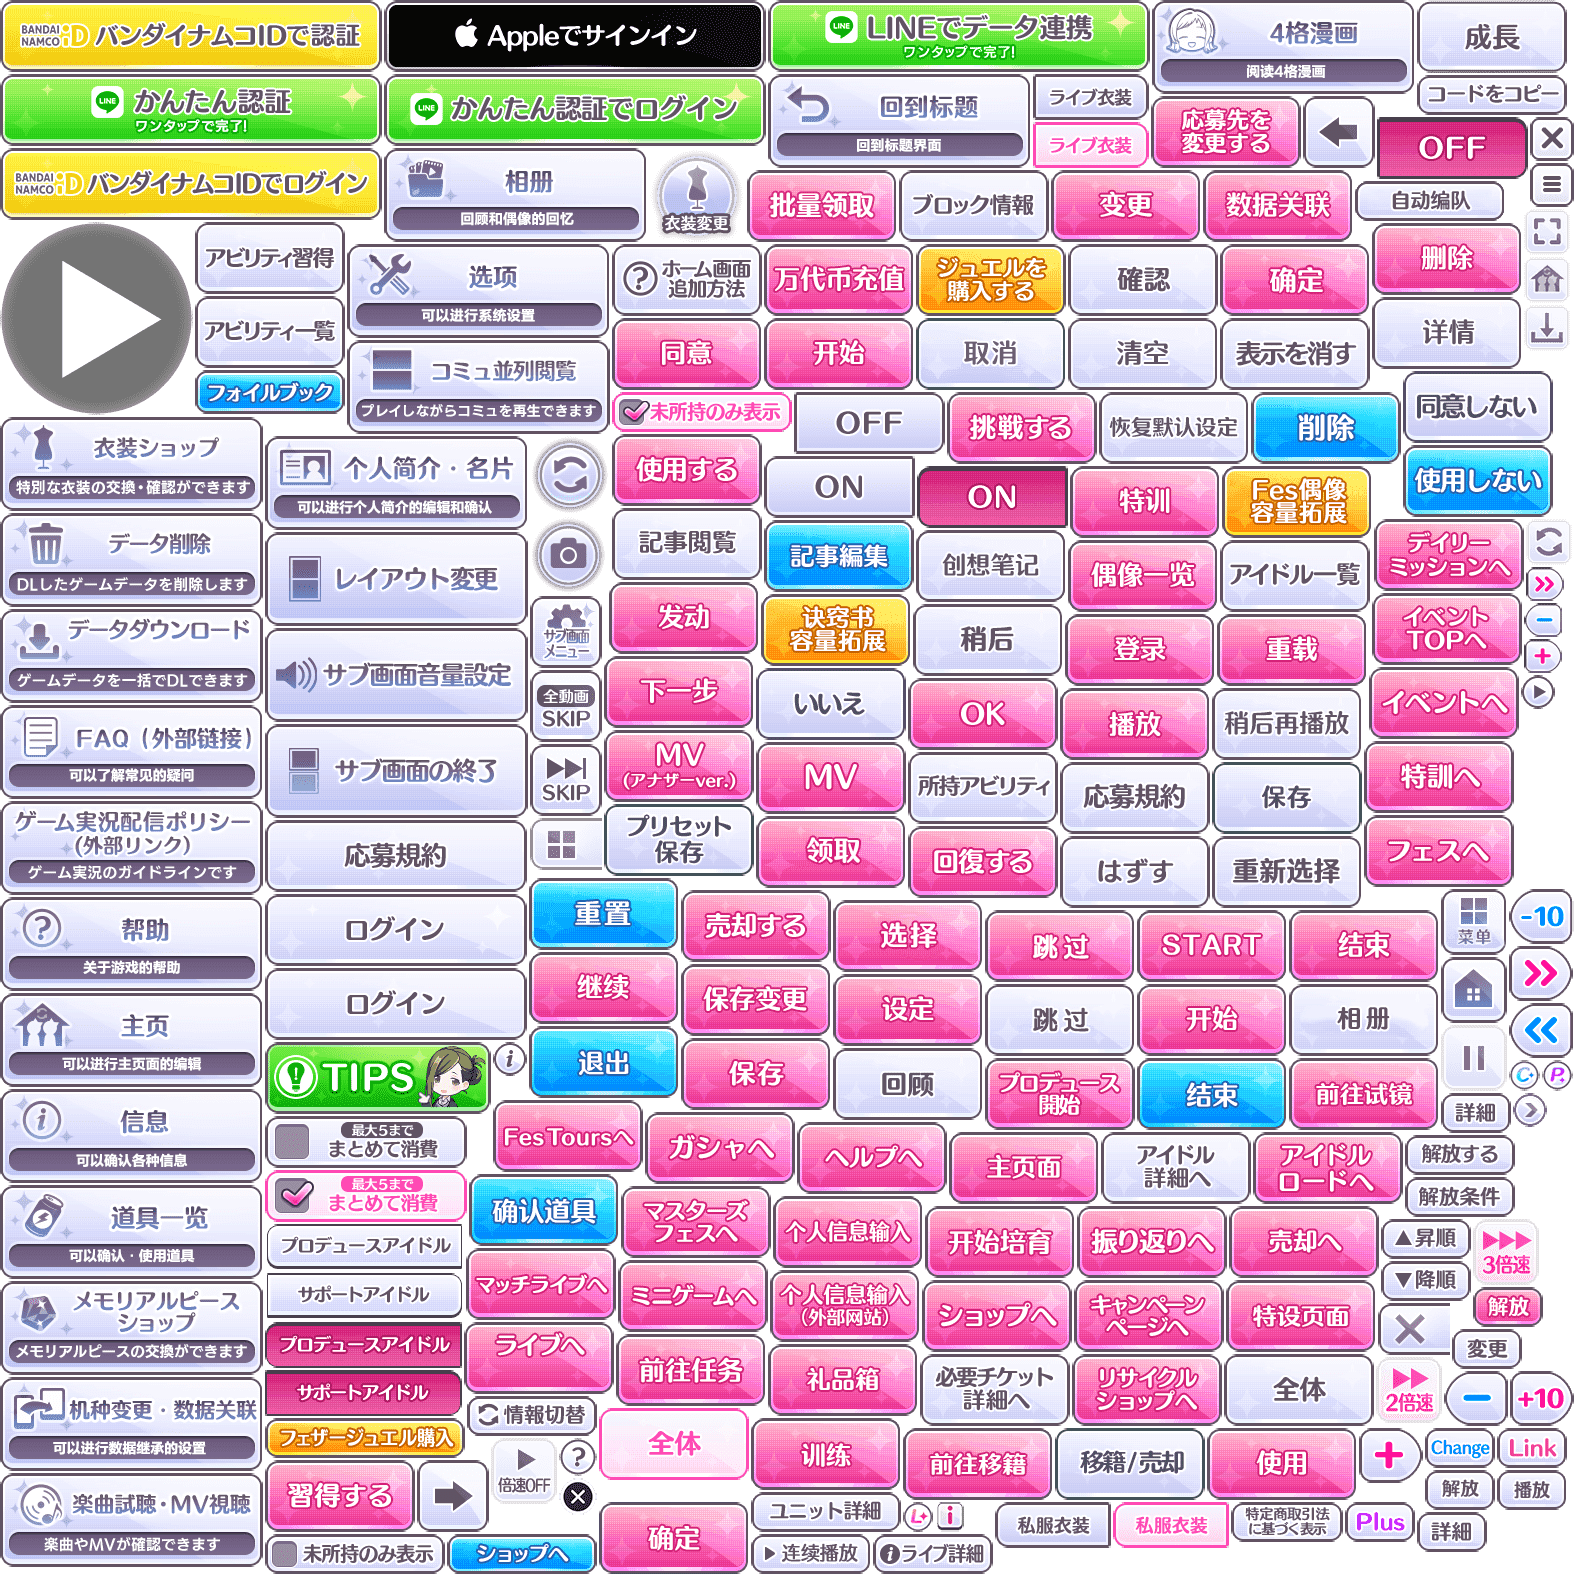 BANDAI NAMCO iD バンダイナムコIDで認証
Appleでサインイン
LINE LINEでデータ連携
ワンタップで完了!
4格漫画
阅读4格漫画
成長
LINE かんたん認証
ワンタップで完了!
LINE かんたん認証でログイン
回到标题
回到标题界面
ライブ衣装
ライブ衣装
応募先を
変更する
コードをコピー
OFF
BANDAI NAMCO iD バンダイナムコIDでログイン
相册
回顾和偶像的回忆
衣装変更
批量领取
ブロック情報
变更
数据关联
自动编队
アビリティ習得
アビリティ一覧
フォイルブック
选项
可以进行系统设置
コミュ並列閲覧
プレイしながらコミュを再生できます
ホーム画面
追加方法
万代币充值
ジュエルを
購入する
確認
确定
删除
同意
开始
取消
清空
表示を消す
详情
未所持のみ表示
OFF
挑戦する
恢复默认设定
削除
同意しない
衣装ショップ
特別な衣装の交換・確認ができます
个人简介・名片
可以进行个人简介的编辑和确认
使用する
ON
ON
特训
Fes偶像
容量拓展
使用しない
データ削除
DLしたゲームデータを削除します
レイアウト変更
記事閲覧
記事編集
创想笔记
偶像一览
アイドル一覧
デイリー
ミッションへ
データダウンロード
ゲームデータを一括でDLできます
サブ画面音量設定
サブ画面
メニュー
发动
诀窍书
容量拓展
稍后
登录
重载
イベント
TOPへ
全動画
SKIP
下一步
いいえ
OK
播放
稍后再播放
イベントへ
FAQ（外部链接）
可以了解常见的疑问
サブ画面の終了
SKIP
MV
(アナザーver.)
MV
所持アビリティ
応募規約
保存
特训へ
ゲーム実況配信ポリシー
(外部リンク)
ゲーム実況のガイドラインです
応募規約
プリセット
保存
领取
回復する
はずす
重新选择
フェスへ
帮助
关于游戏的帮助
ログイン
重置
売却する
选择
跳过
START
结束
菜单
-10
主页
可以进行主页面的编辑
ログイン
继续
保存变更
设定
跳过
开始
相册
TIPS
退出
保存
回顾
プロデュース
開始
结束
前往试镜
詳細
信息
可以确认各种信息
最大5まで
まとめて消費
Fes Toursへ
ガシャへ
ヘルプへ
主页面
アイドル
詳細へ
アイドル
ロードへ
解放する
解放条件
最大5まで
まとめて消費
道具一览
可以确认・使用道具
确认道具
マスターズ
フェスへ
个人信息输入
开始培育
振り返りへ
売却へ
▲昇順
▼降順
3倍速
プロデュースアイドル
サポートアイドル
マッチライブへ
ミニゲームへ
个人信息输入
(外部网站)
ショップへ
キャンペーン
ページへ
特设页面
解放
変更
メモリアルピース
ショップ
メモリアルピースの交換ができます
プロデュースアイドル
サポートアイドル
ライブへ
前往任务
礼品箱
必要チケット
詳細へ
リサイクル
ショップへ
全体
2倍速
+10
机种变更・数据关联
可以进行数据继承的设置
フェザージュエル購入
情報切替
倍速OFF
全体
训练
前往移籍
移籍/売却
使用
Change
Link
解放
播放
楽曲試聴・MV視聴
楽曲やMVが確認できます
習得する
未所持のみ表示
ショップへ
确定
ユニット詳細
连续播放
ライブ詳細
私服衣装
私服衣装
特定商取引法
に基づく表示
Plus
詳細